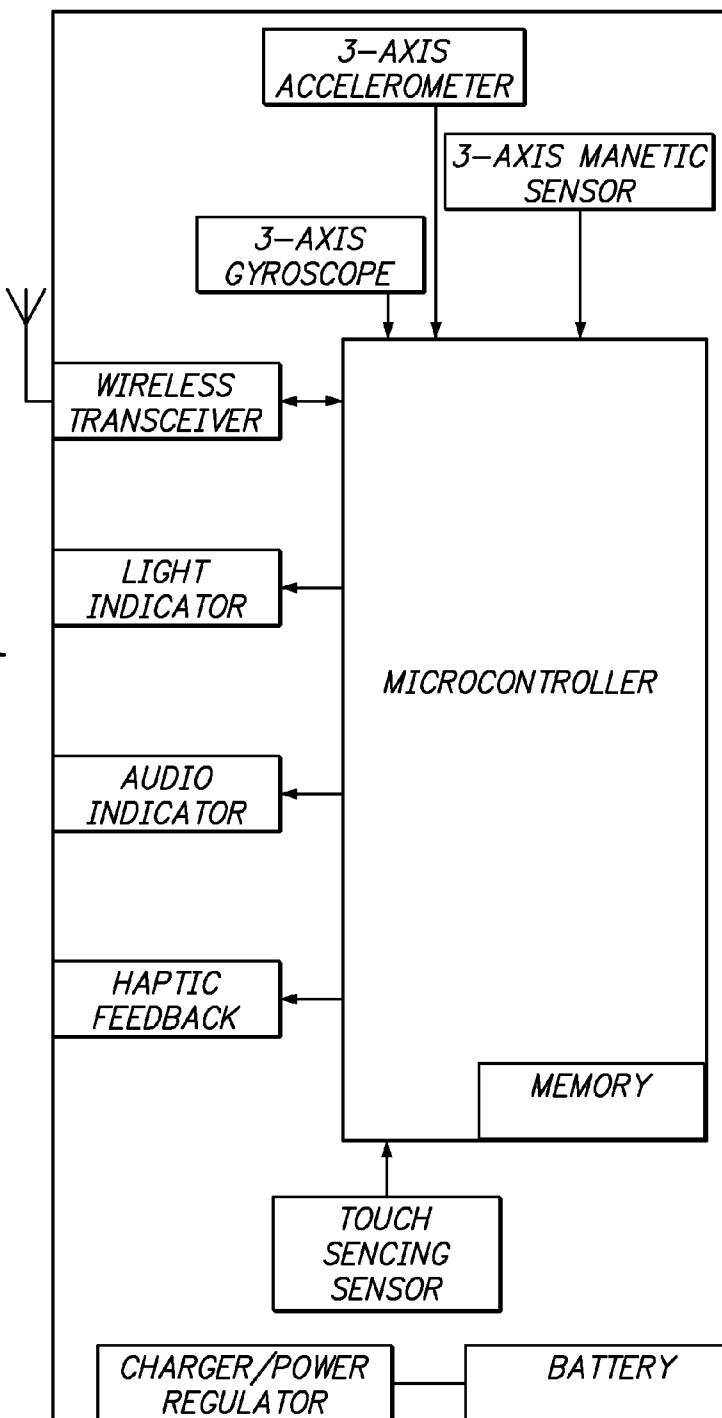 3-AXIS
ACCELEROMETER
3-AXIS MANETIC
SENSOR
3-AXIS
GYROSCOPE
WIRELESS
TRANSCEIVER
LIGHT
INDICATOR
MICROCONTROLLER
AUDIO
INDICATOR
HAPTIC
FEEDBACK
MEMORY
TOUCH
SENCING
SENSOR
CHARGER/POWER
REGULATOR
BATTERY